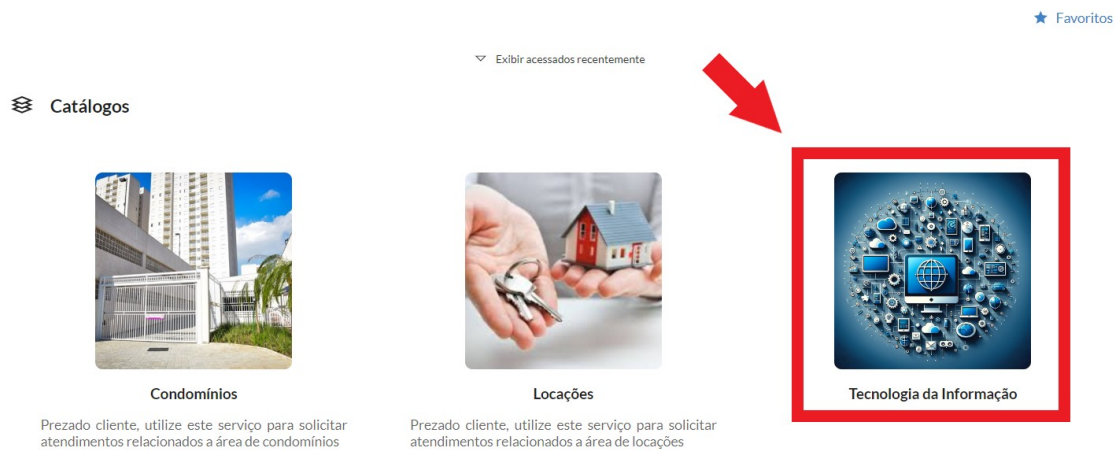 Favoritos
Exibir acessados recentemente
Catálogos
Condomínios
Prezado cliente, utilize este serviço para solicitar
atendimentos relacionados a área de condomínios
Locações
Prezado cliente, utilize este serviço para solicitar
atendimentos relacionados a área de locações
Tecnologia da Informação